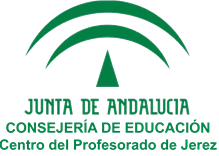 JUNTA DE ANDALUCIA
CONSEJERÍA DE EDUCACIÓN
Centro del Profesorado de Jerez